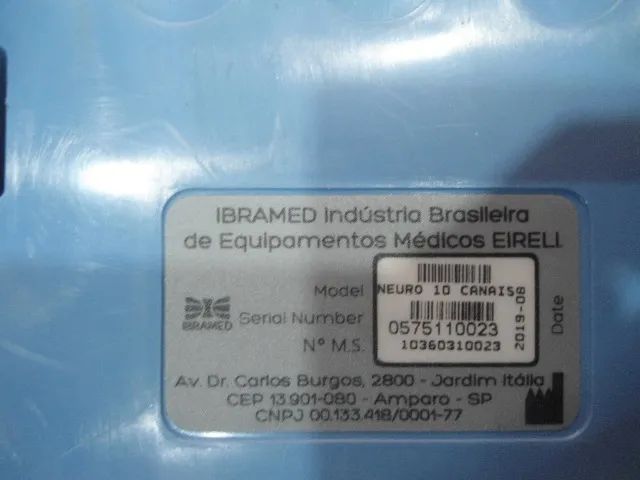 IBRAMED Indústria Brasileira
de Equipamentos Médicos EIRELI
Model NEURO 10 CANAIS
IBRAMED
Serial Number 0575110023
Nº M.S. 10360310023
2019-08
Date
Av. Dr. Carlos Burgos, 2800 - Jardim Itália
CEP 13.901-080 - Amparo - SP
CNPJ 00.133.418/0001-77